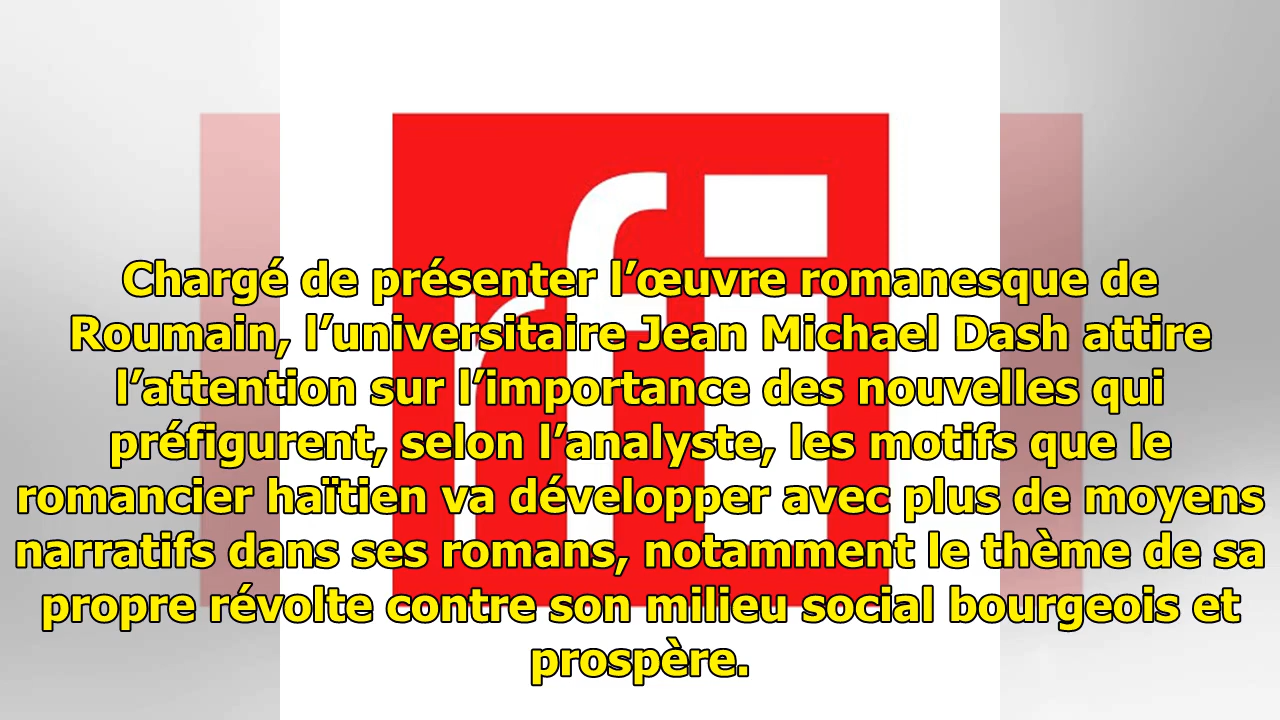 rfi
Chargé de présenter l’œuvre romanesque de
Roumain, l’universitaire Jean Michael Dash attire
l’attention sur l’importance des nouvelles qui
préfigurent, selon l’analyste, les motifs que le
romancier haïtien va développer avec plus de moyens
narratifs dans ses romans, notamment le thème de sa
propre révolte contre son milieu social bourgeois et
prospère.